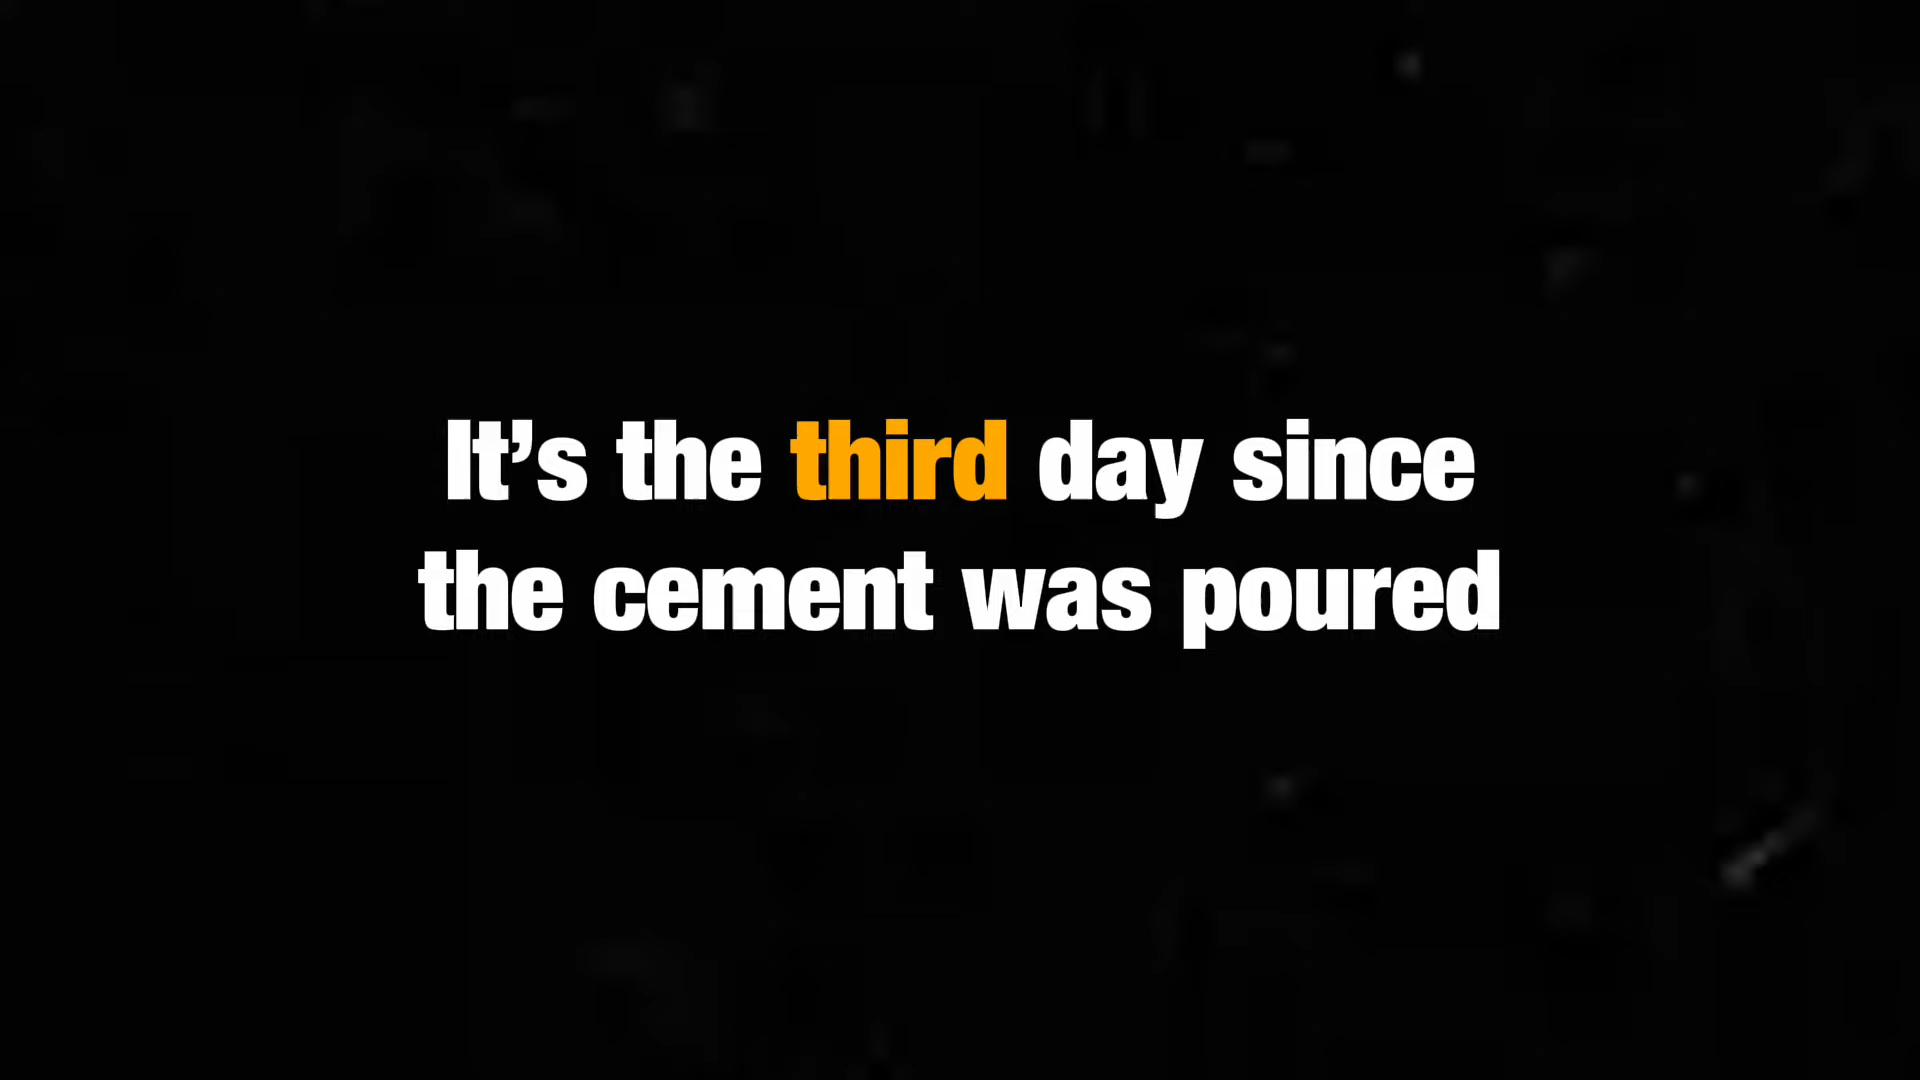 It’s the third day since
the cement was poured